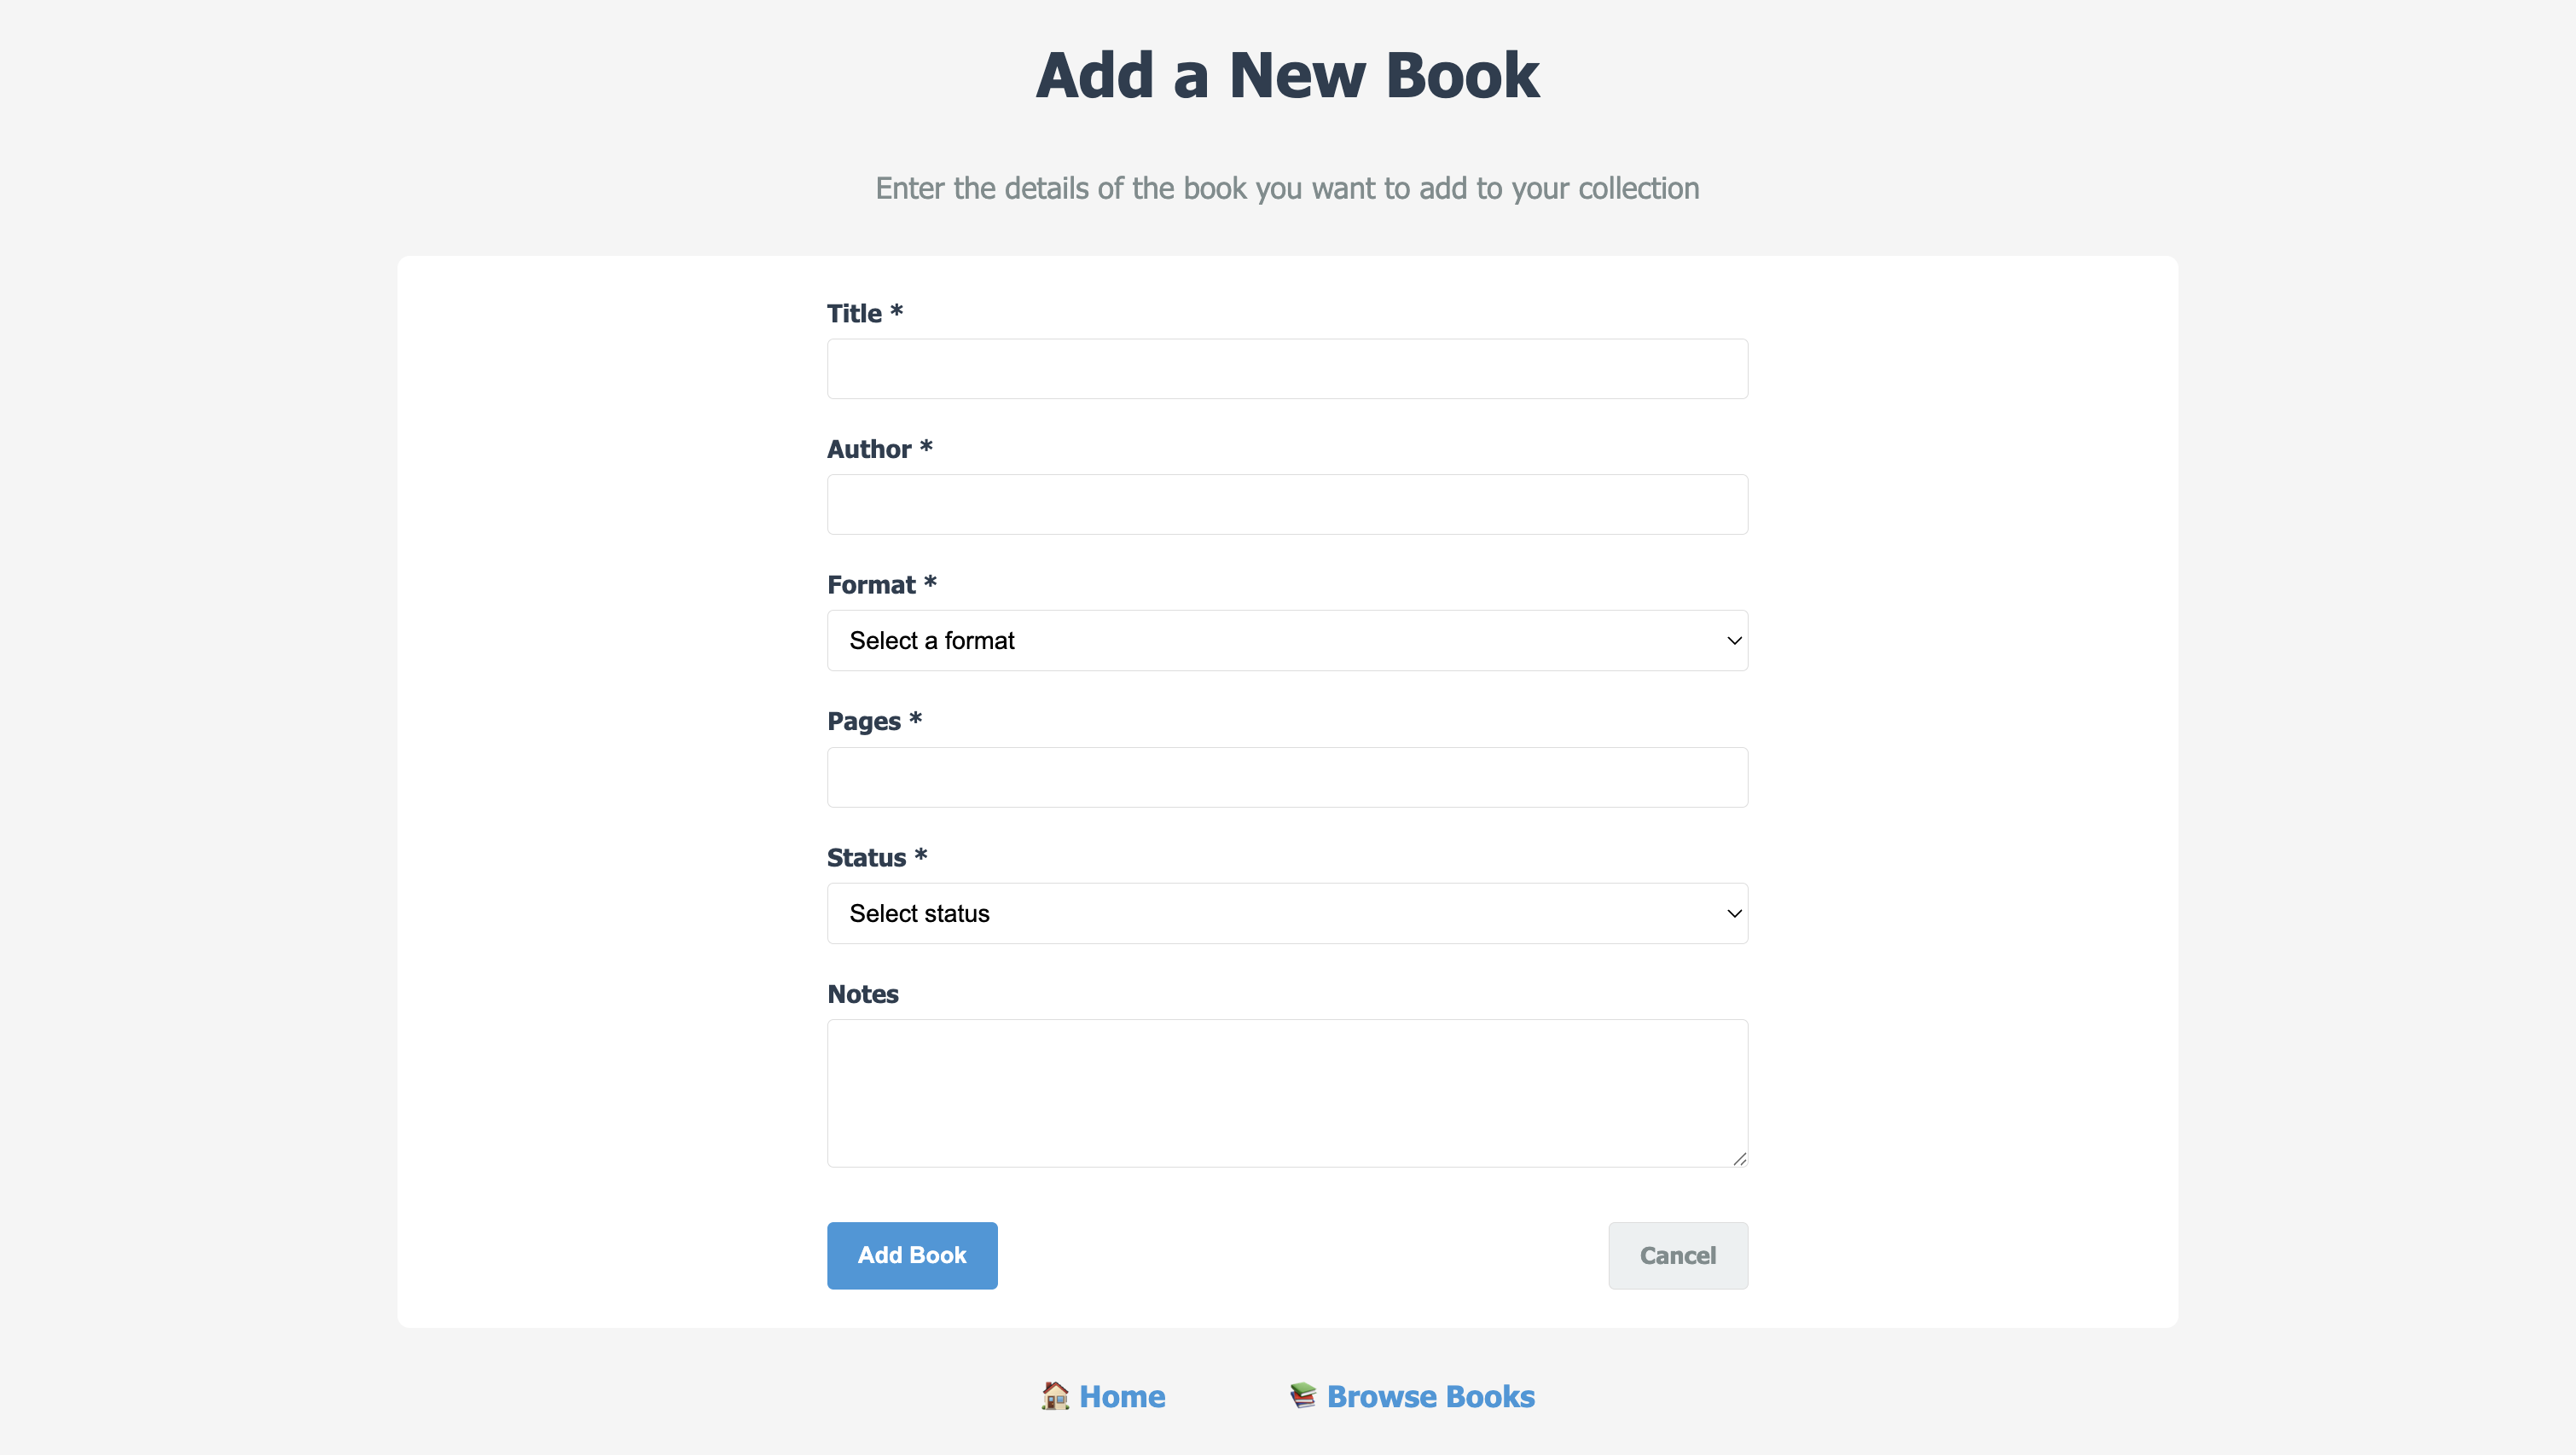 Add a New Book
Enter the details of the book you want to add to your collection
Title *
Author *
Format *
Select a format
Pages *
Status *
Select status
Notes
Add Book
Cancel
Home
Browse Books